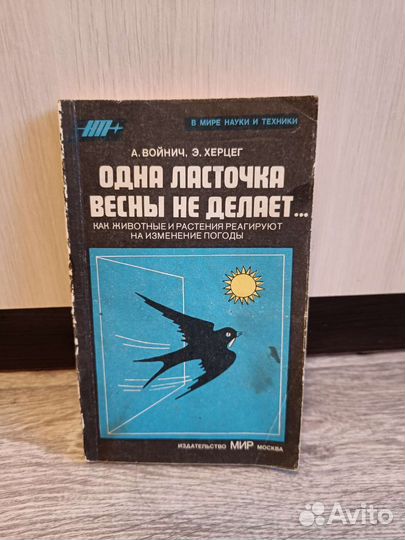 НТ
В МИРЕ НАУКИ И ТЕХНИКИ
А. ВОЙНИЧ, Э. ХЕРЦЕГ
ОДНА ЛАСТОЧКА
ВЕСНЫ НЕ ДЕЛАЕТ...
КАК ЖИВОТНЫЕ И РАСТЕНИЯ РЕАГИРУЮТ
НА ИЗМЕНЕНИЕ ПОГОДЫ
ИЗДАТЕЛЬСТВО МИР МОСКВА
Avito